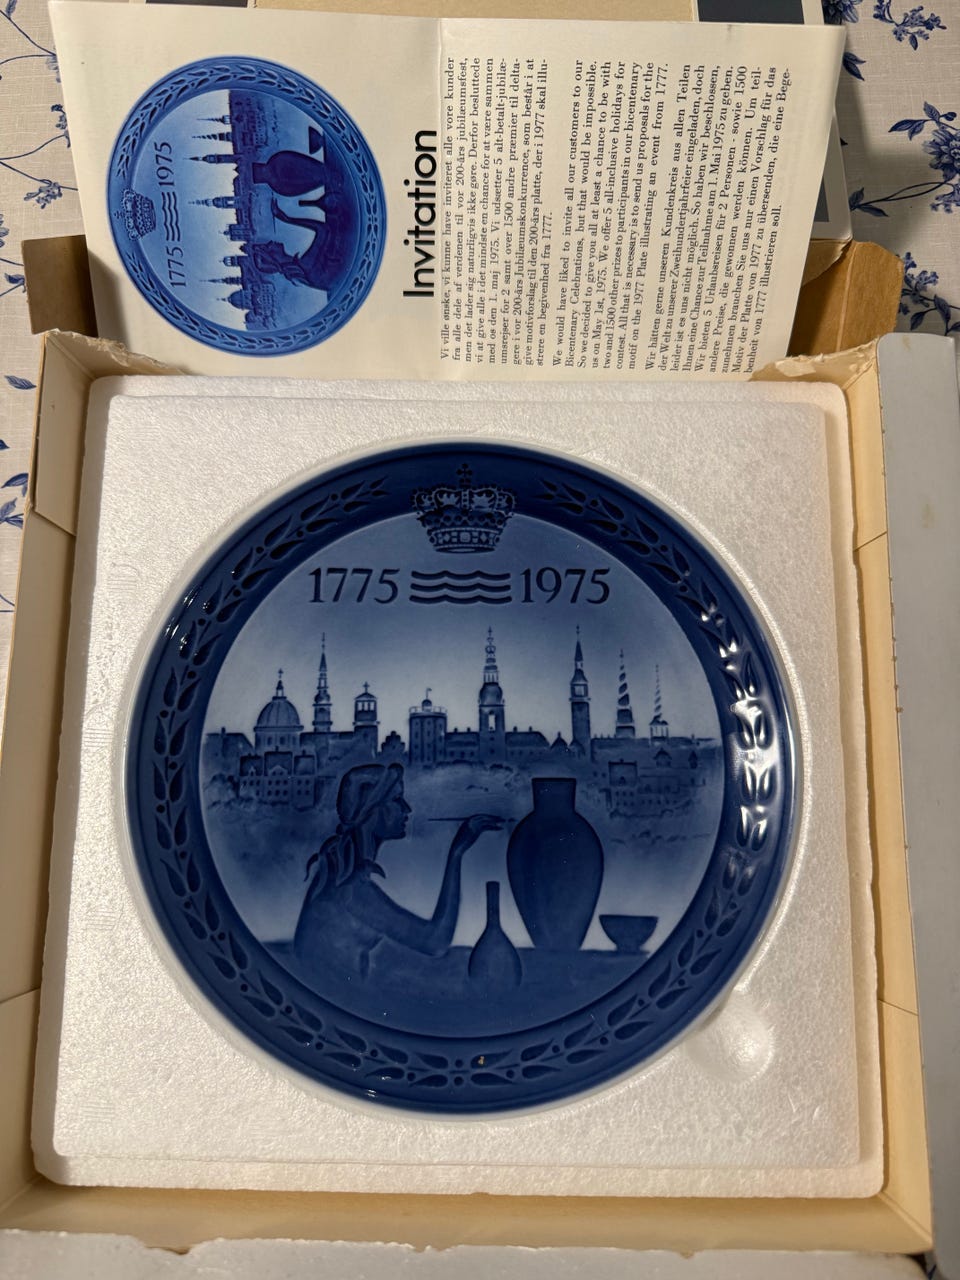 1775 1975
Invitation
Vi ville ønske, vi kunne have inviteret alle vore kunder
fra alle dele af verdenen til vor 200-års jubilæumsfest,
men det lader sig naturligvis ikke gøre. Derfor besluttede
vi at give alle i det mindste en chance for at være sammen
med os den 1. maj 1975. Vi udsetter 5 alt-betalt-jubilæ-
umsrejser for 2 samt over 1500 andre præmier til delta-
gere i vor 200-års Jubilæumskonkurrence, som består i at
give motivforslag til den 200-års platte, der i 1977 skal illu-
strere en begivenhed fra 1777.
We would have liked to invite all our customers to our
Bicentenary Celebrations, but that would be impossible.
So we decided to give you all at least a chance to be with
us on May 1st, 1975. We offer 5 all-inclusive holidays for
two and 1500 other prizes to participants in our bicentenary
contest. All that is necessary is to send us proposals for the
motif on the 1977 Plate illustrating an event from 1777.
Wir hätten gerne unseren Kundenkreis aus allen Teilen
der Welt zu unserer Zweihundertjahrfeier eingeladen, doch
leider ist es uns nicht möglich. So haben wir beschlossen,
Ihnen eine Chance zur Teilnahme am 1. Mai 1975 zu geben.
Wir bieten 5 Urlaubsreisen für 2 Personen - sowie 1500
andere Preise, die gewonnen werden können. Um teil-
zunehmen brauchen Sie uns nur einen Vorschlag für das
Motiv der Platte von 1977 zu übersenden, die eine Bege-
benheit von 1777 illustrieren soll.
1775 1975